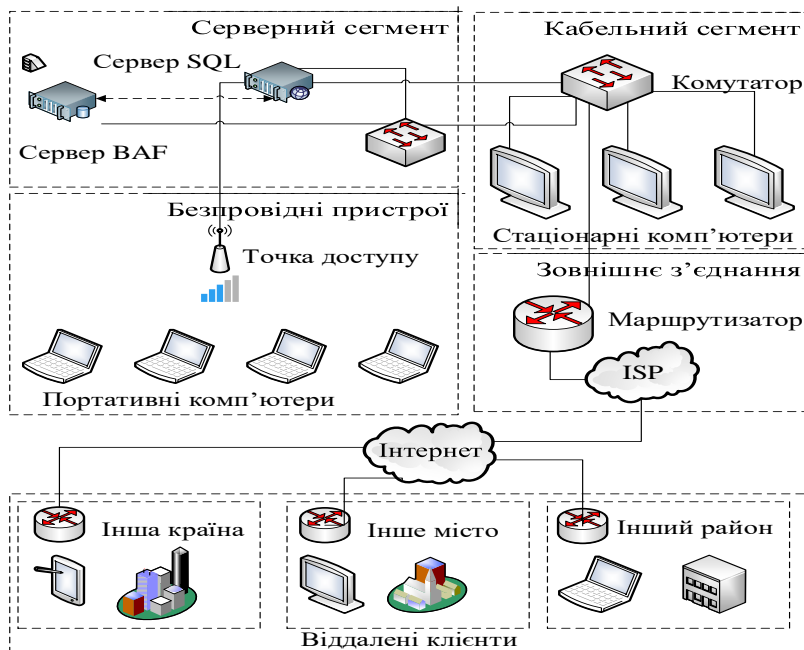 Серверний сегмент
Кабельний сегмент
Сервер SQL
Комутатор
Сервер BAF
Безпровідні пристрої
Стаціонарні комп’ютери
Точка доступу
Зовнішнє з’єднання
Маршрутизатор
ISP
Портативні комп’ютери
Інтернет
Інша країна
Інше місто
Інший район
Віддалені клієнти